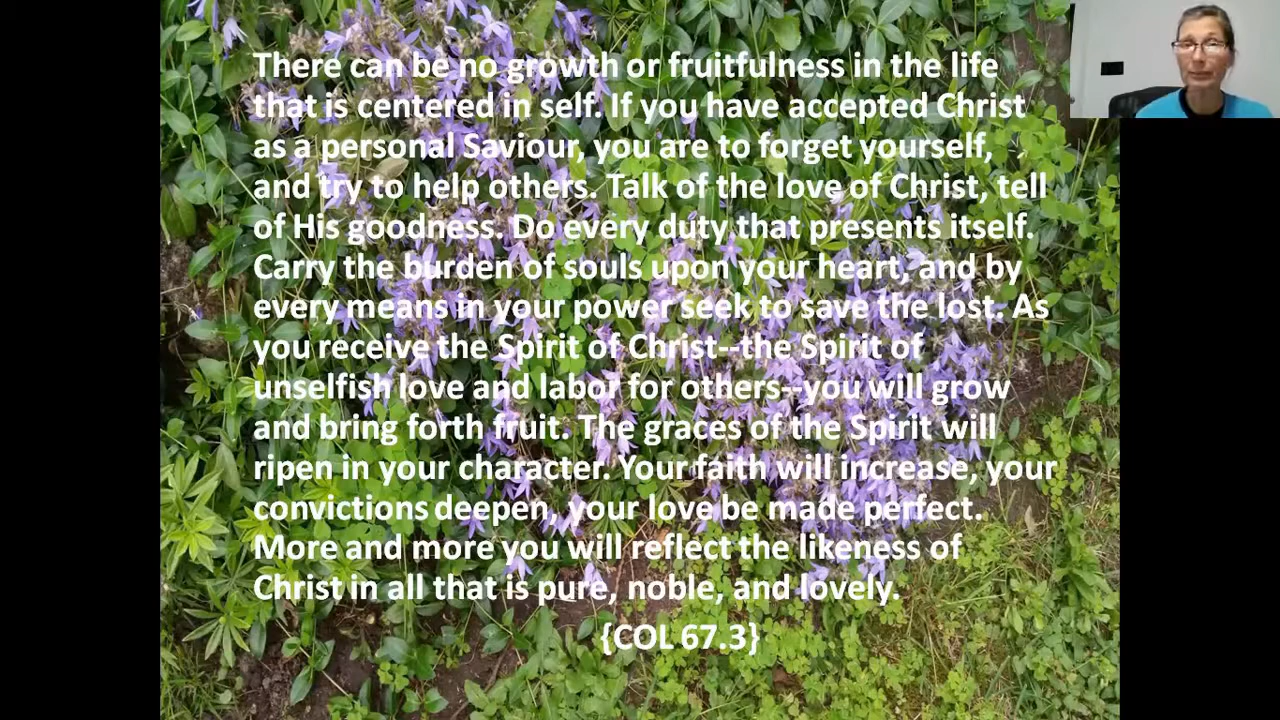 There can be no growth or fruitfulness in the life
that is centered in self. If you have accepted Christ
as a personal Saviour, you are to forget yourself,
and try to help others. Talk of the love of Christ, tell
of His goodness. Do every duty that presents itself.
Carry the burden of souls upon your heart, and by
every means in your power seek to save the lost. As
you receive the Spirit of Christ--the Spirit of
unselfish love and labor for others--you will grow
and bring forth fruit. The graces of the Spirit will
ripen in your character. Your faith will increase, your
convictions deepen, your love be made perfect.
More and more you will reflect the likeness of
Christ in all that is pure, noble, and lovely.
{COL 67.3}